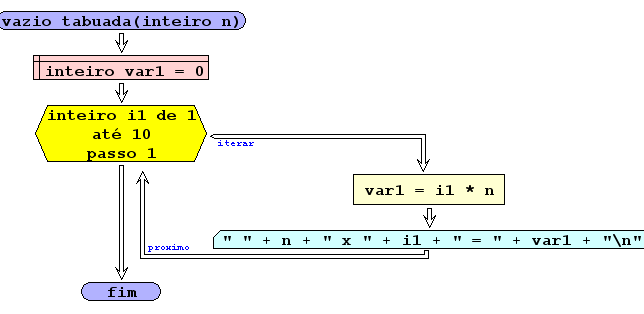 vazio tabuada(inteiro n)
inteiro var1 = 0
inteiro i1 de 1
até 10
passo 1
iterar
var1 = i1 * n
" " + n + " x " + i1 + " = " + var1 + "\n"
proximo
fim